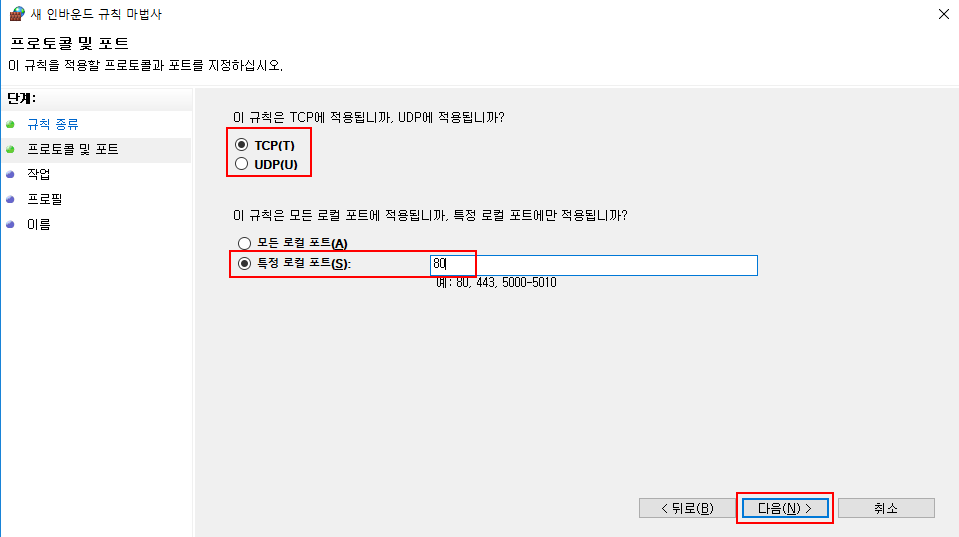 새 인바운드 규칙 마법사
프로토콜 및 포트
이 규칙을 적용할 프로토콜과 포트를 지정하십시오.
단계:
규칙 종류
프로토콜 및 포트
작업
프로필
이름
이 규칙은 TCP에 적용됩니까, UDP에 적용됩니까?
TCP(T)
UDP(U)
이 규칙은 모든 로컬 포트에 적용됩니까, 특정 로컬 포트에만 적용됩니까?
모든 로컬 포트(A)
특정 로컬 포트(S): 80
예: 80, 443, 5000-5010
< 뒤로(B) 다음(N) > 취소